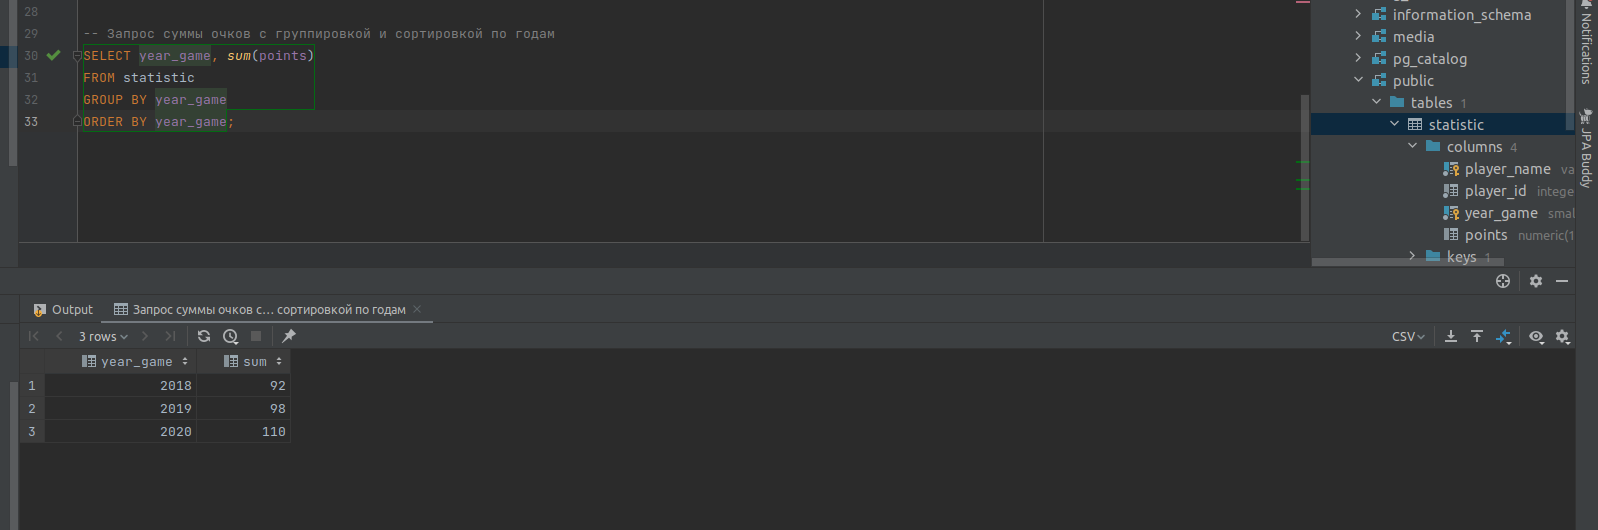 28
29 -- Запрос суммы очков с группировкой и сортировкой по годам
30 SELECT year_game, sum(points)
31 FROM statistic
32 GROUP BY year_game
33 ORDER BY year_game;
information_schema
media
pg_catalog
public
tables 1
statistic
columns 4
player_name va
player_id intege
year_game smal
points numeric(1
keys 1
Notifications
JPA Buddy
Output
Запрос суммы очков с... сортировкой по годам
3 rows
CSV
year_game sum
1 2018 92
2 2019 98
3 2020 110